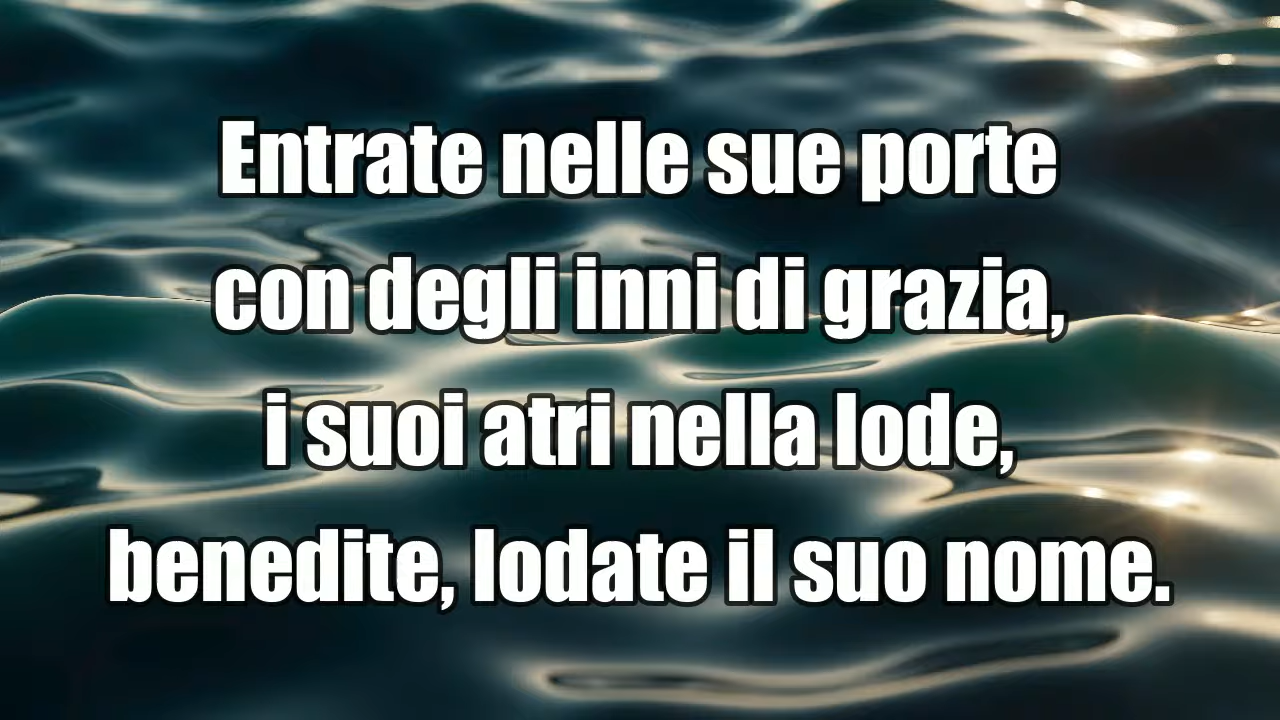 Entrate nelle sue porte
con degli inni di grazia,
i suoi atri nella lode,
benedite, lodate il suo nome.